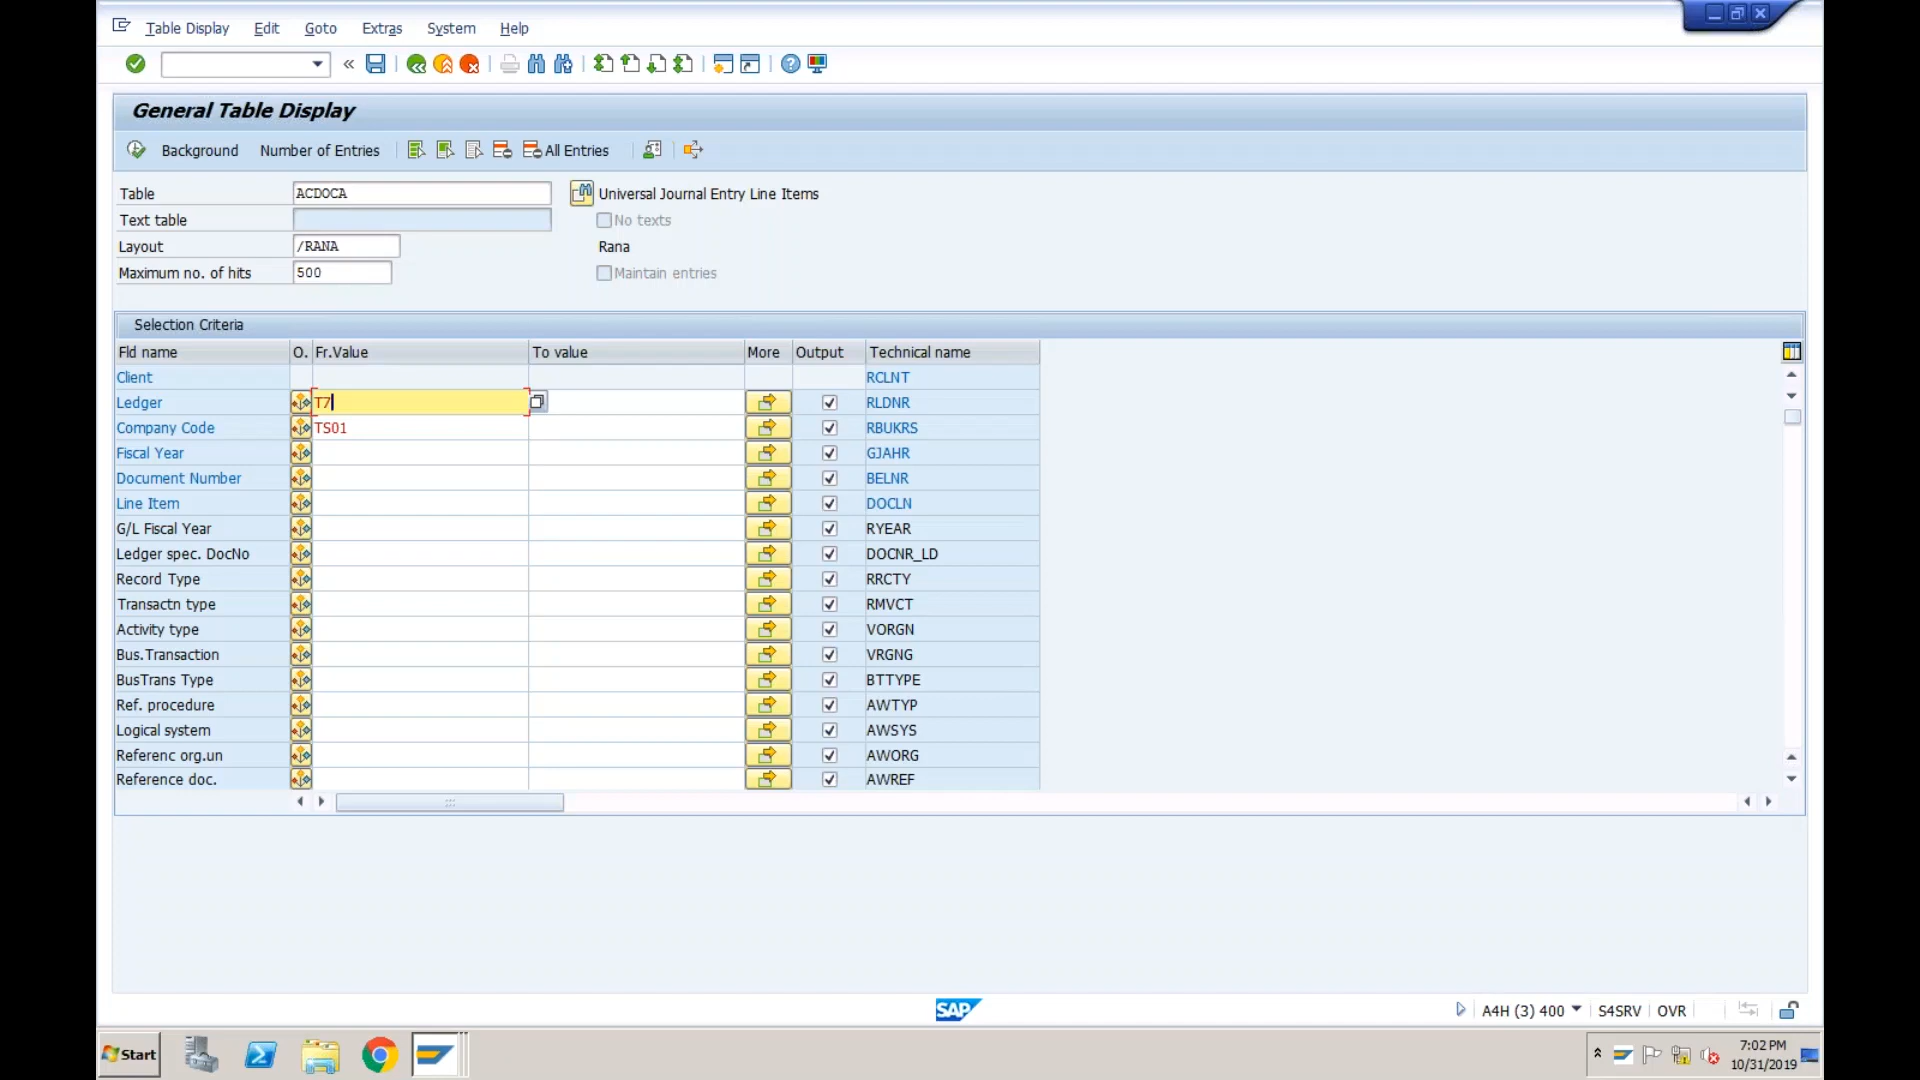 Table Display Edit Goto Extras System Help
General Table Display
Background Number of Entries All Entries
Table ACDOCA Universal Journal Entry Line Items
Text table No texts
Layout /RANA Rana
Maximum no. of hits 500 Maintain entries
Selection Criteria
Fld name O. Fr.Value To value More Output Technical name
Client RCLNT
Ledger T7 RLDNR
Company Code TS01 RBUKRS
Fiscal Year GJAHR
Document Number BELNR
Line Item DOCLN
G/L Fiscal Year RYEAR
Ledger spec. DocNo DOCNR_LD
Record Type RRCTY
Transactn type RMVCT
Activity type VORGN
Bus.Transaction VRGNG
BusTrans Type BTTYPE
Ref. procedure AWTYP
Logical system AWSYS
Referenc org.un AWORG
Reference doc. AWREF
SAP A4H (3) 400 S4SRV OVR
Start 7:02 PM
10/31/2019